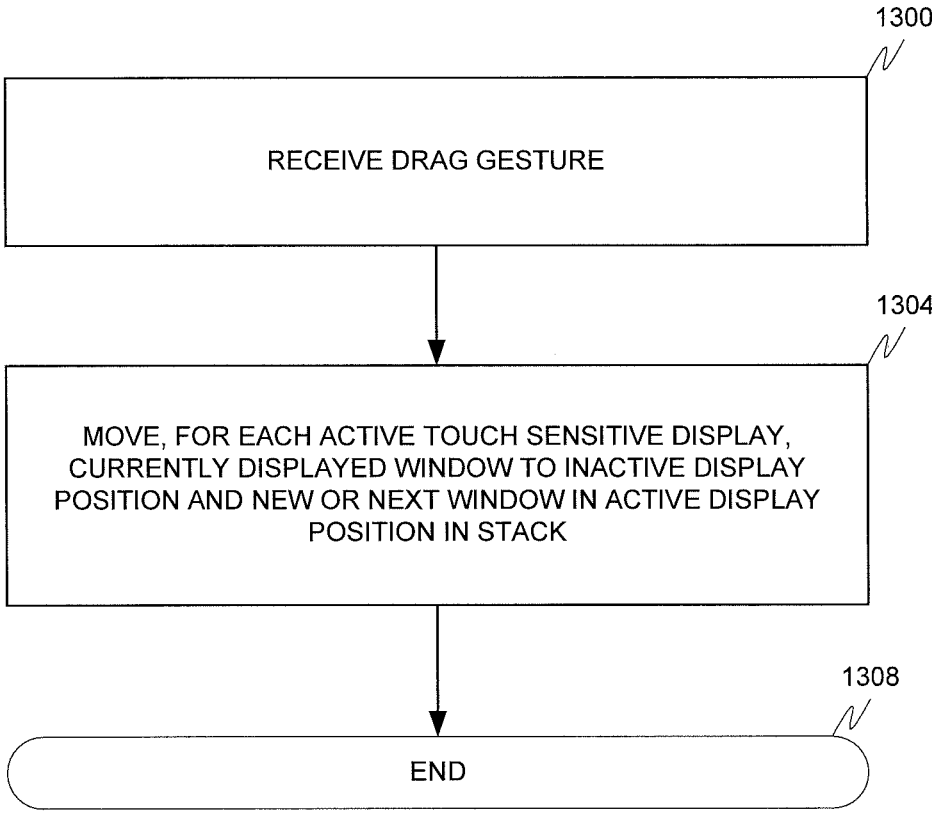 1300
RECEIVE DRAG GESTURE
1304
MOVE, FOR EACH ACTIVE TOUCH SENSITIVE DISPLAY,
CURRENTLY DISPLAYED WINDOW TO INACTIVE DISPLAY
POSITION AND NEW OR NEXT WINDOW IN ACTIVE DISPLAY
POSITION IN STACK
1308
END